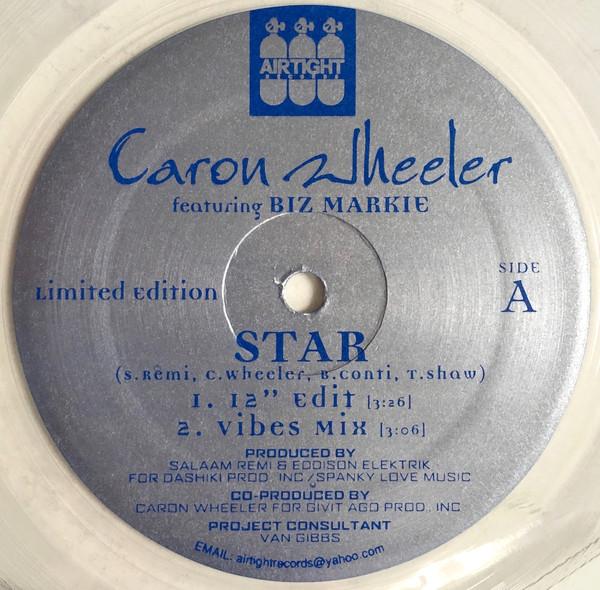 AIRTIGHT
RECORDS
Caron Wheeler
featuring BIZ MARKIE
Limited Edition
SIDE
A
STAR
(S.Remi, C.Wheeler, B.Conti, T.Shaw)
1. 12” Edit [3:26]
2. Vibes Mix [3:06]
PRODUCED BY
SALAAM REMI & EDDISON ELEKTRIK
FOR DASHIKI PROD. INC./SPANKY LOVE MUSIC
CO-PRODUCED BY
CARON WHEELER FOR GIVIT AGO PROD., INC
PROJECT CONSULTANT
VAN GIBBS
EMAIL: airtightrecords@yahoo.com